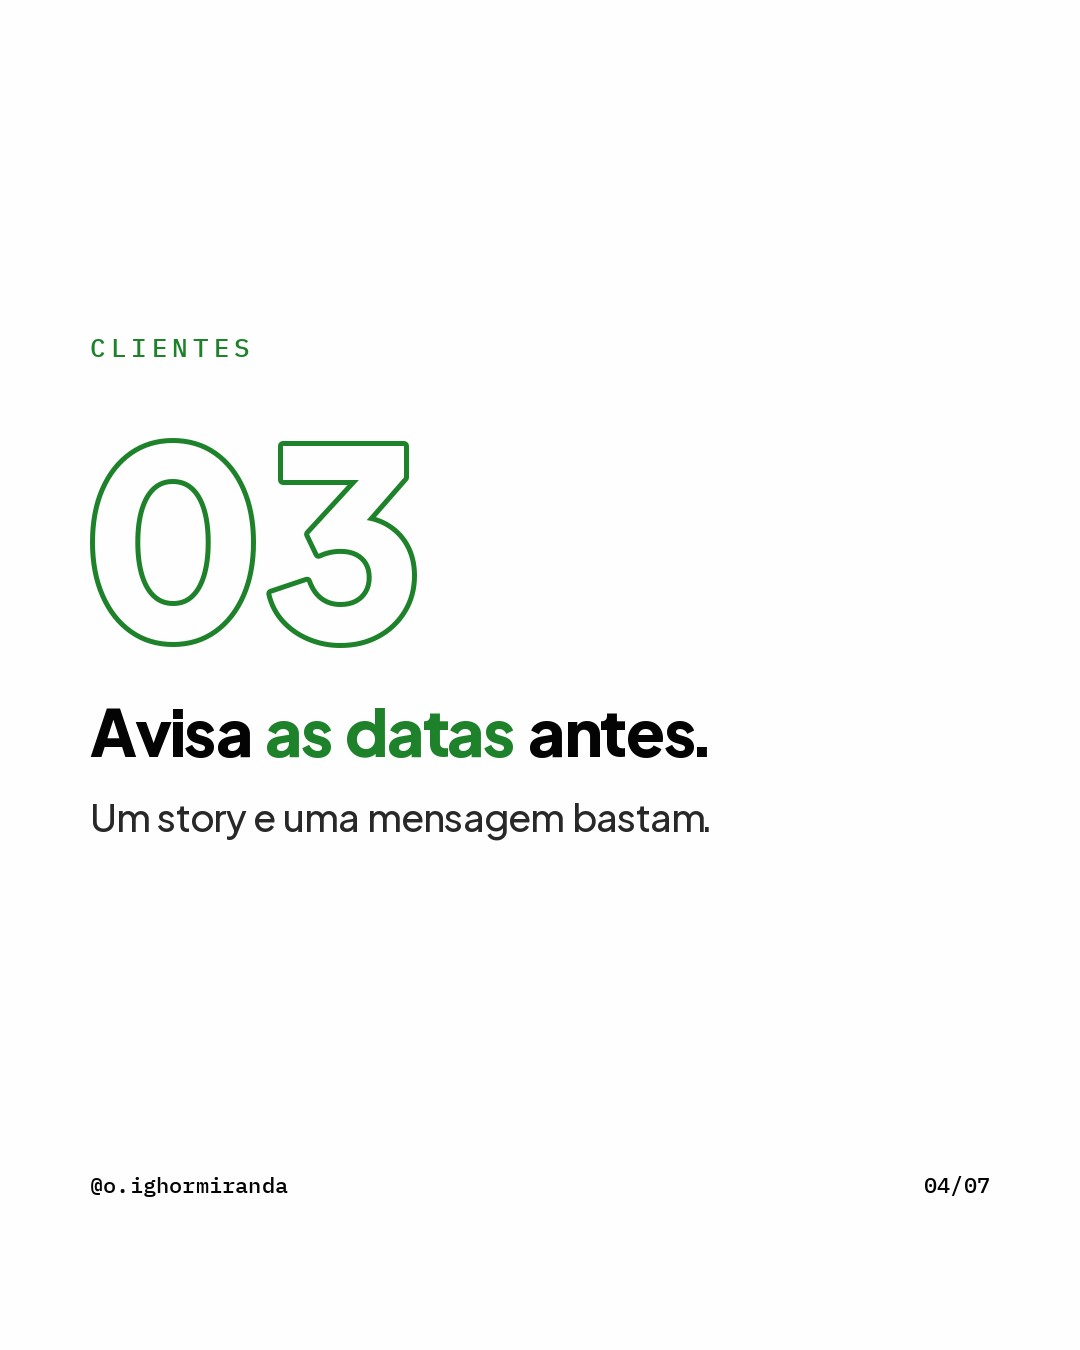 CLIENTES
03
Avisa as datas antes.
Um story e uma mensagem bastam.
@o.ighormiranda
04/07